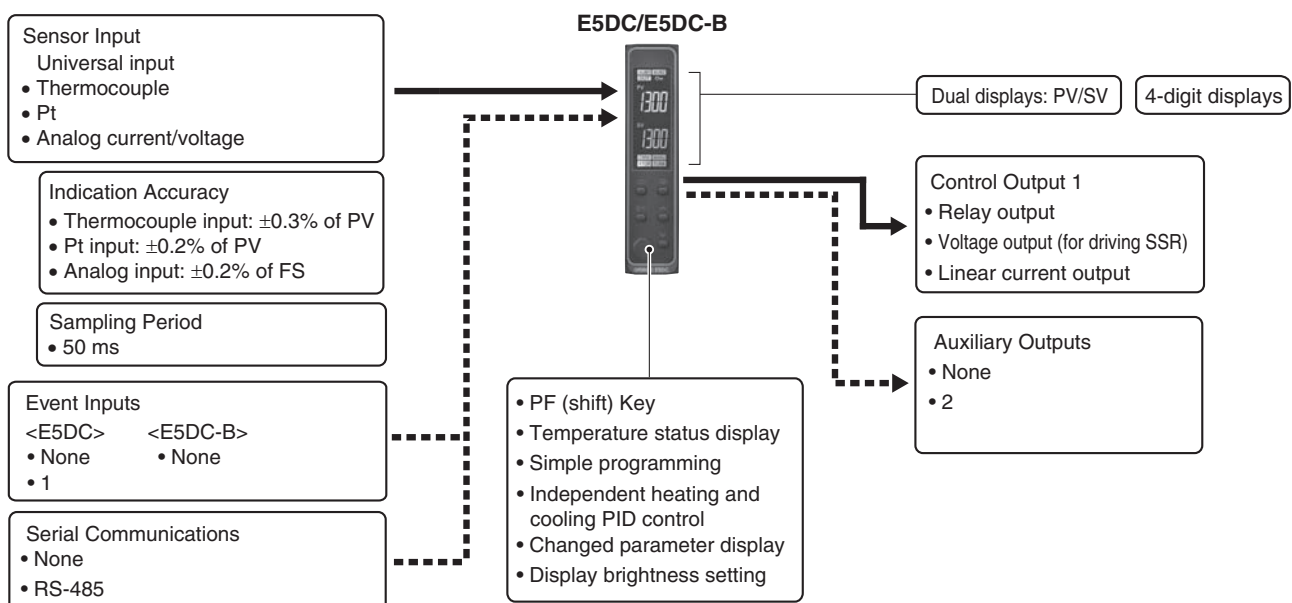 E5DC/E5DC-B
Sensor Input
Universal input
• Thermocouple
• Pt
• Analog current/voltage
Indication Accuracy
• Thermocouple input: ±0.3% of PV
• Pt input: ±0.2% of PV
• Analog input: ±0.2% of FS
Sampling Period
• 50 ms
Event Inputs
<E5DC> <E5DC-B>
• None • None
• 1
Serial Communications
• None
• RS-485
PV
1300
SV
1300
• PF (shift) Key
• Temperature status display
• Simple programming
• Independent heating and
cooling PID control
• Changed parameter display
• Display brightness setting
Dual displays: PV/SV
4-digit displays
Control Output 1
• Relay output
• Voltage output (for driving SSR)
• Linear current output
Auxiliary Outputs
• None
• 2